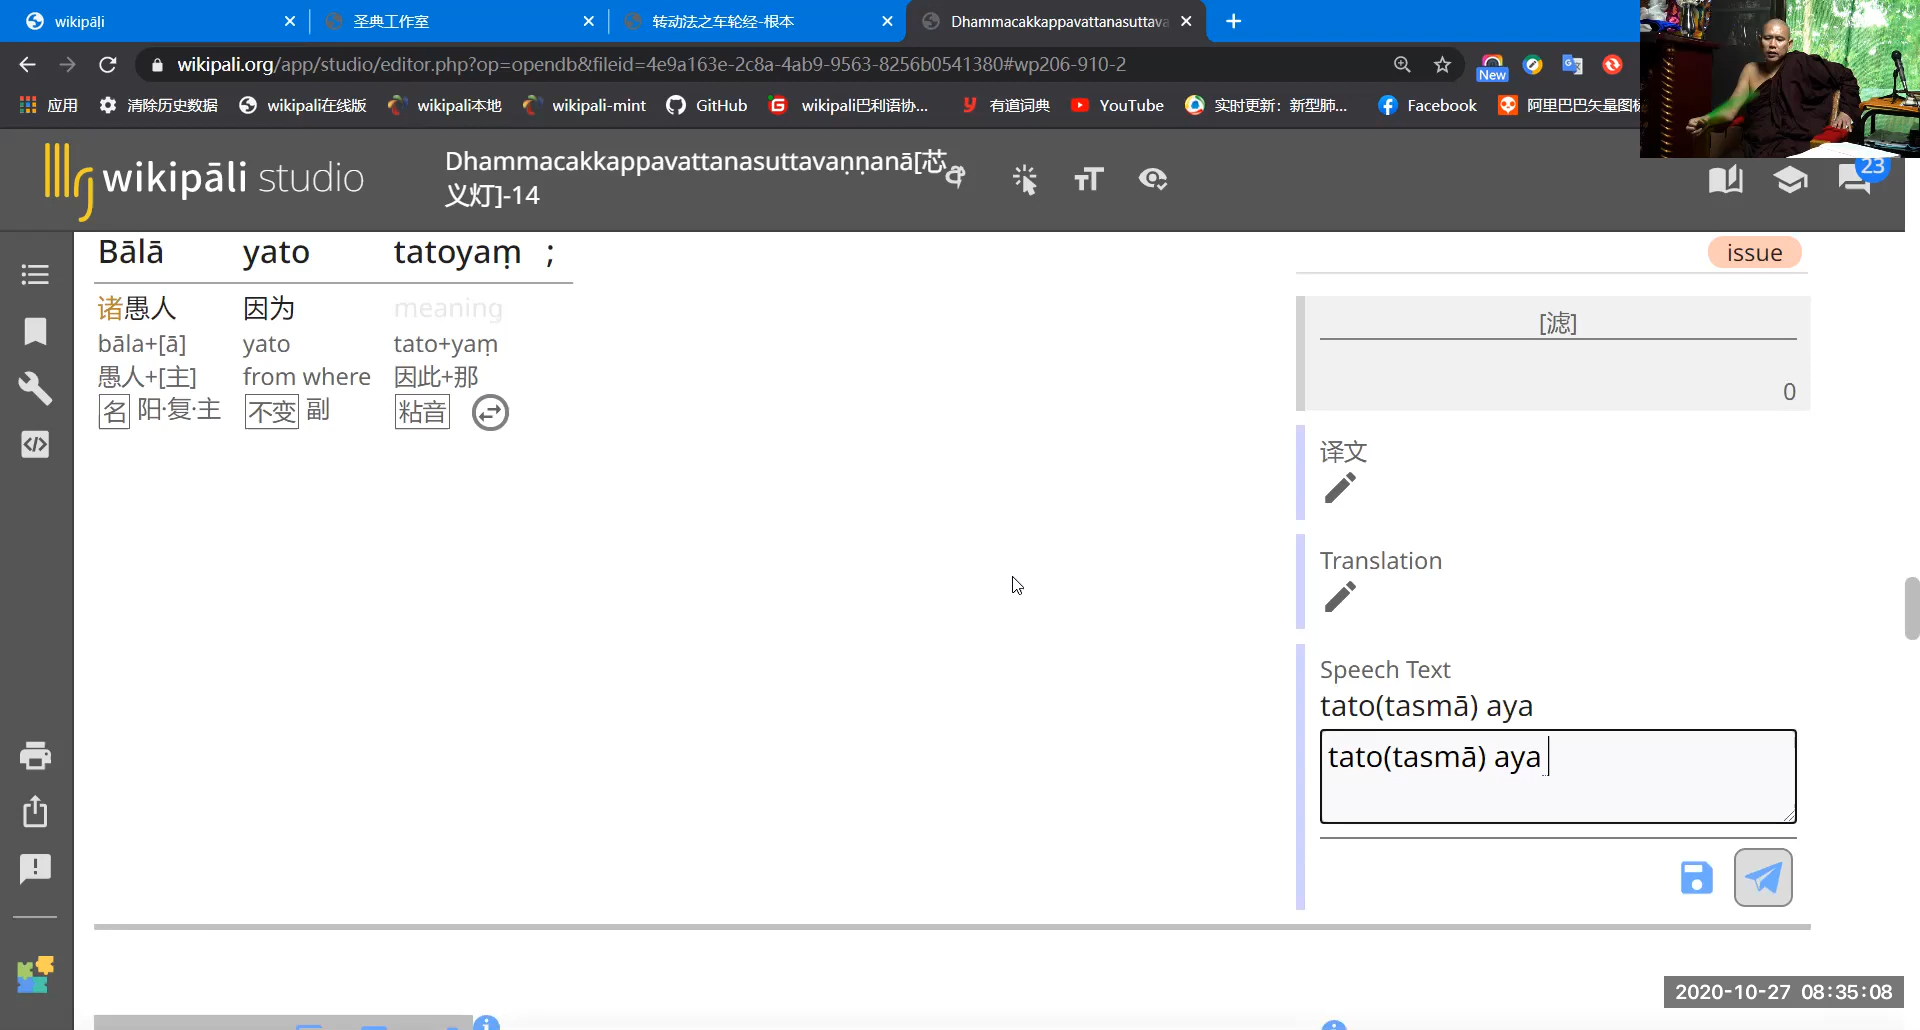 wikipāli
圣典工作室
转动法之车轮经-根本
Dhammacakkappavattanasuttava
wikipali.org/app/studio/editor.php?op=opendb&fileid=4e9a163e-2c8a-4ab9-9563-8256b0541380#wp206-910-2
New
应用
清除历史数据
wikipali在线版
wikipali本地
wikipali-mint
GitHub
wikipali巴利语协...
有道词典
YouTube
实时更新：新型肺...
Facebook
阿里巴巴矢量图标
wikipāli studio
Dhammacakkappavattanasuttavaṇṇanā[芯
义灯]-14
23
Bālā yato tatoyaṃ ;
issue
诸愚人 因为 meaning
[滤]
bāla+[ā] yato tato+yaṃ
愚人+[主] from where 因此+那
0
名 阳·复·主 不变 副 粘音
译文
Translation
Speech Text
tato(tasmā) aya
tato(tasmā) aya
2020-10-27 08:35:08